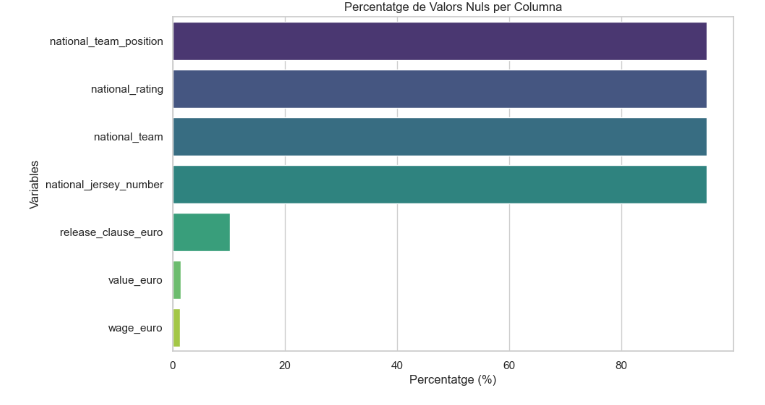 Percentatge de Valors Nuls per Columna
national_team_position
national_rating
national_team
national_jersey_number
release_clause_euro
value_euro
wage_euro
Variables
0 20 40 60 80
Percentatge (%)